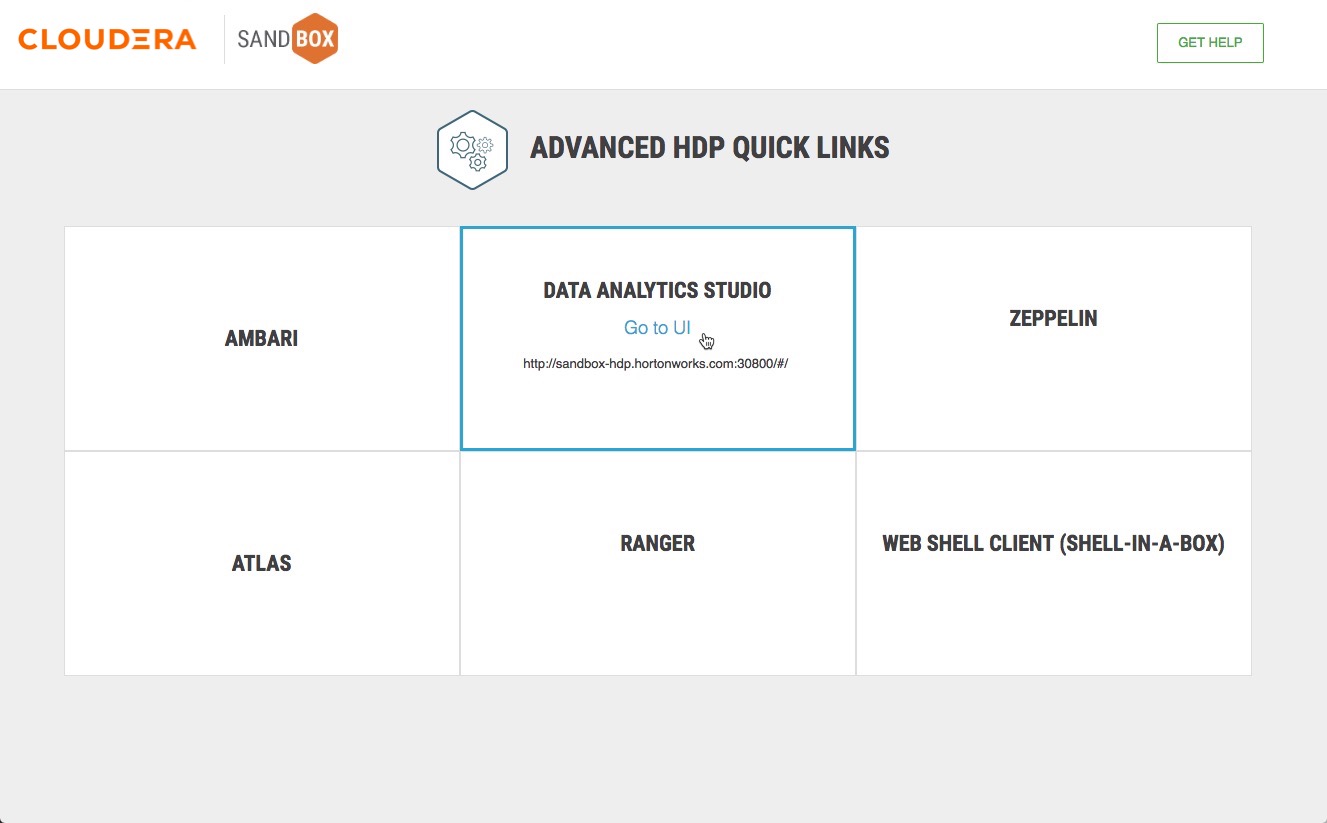 CLOUDERA SANDBOX
GET HELP
ADVANCED HDP QUICK LINKS
AMBARI
DATA ANALYTICS STUDIO
Go to UI
http://sandbox-hdp.hortonworks.com:30800/#/
ZEPPELIN
ATLAS
RANGER
WEB SHELL CLIENT (SHELL-IN-A-BOX)